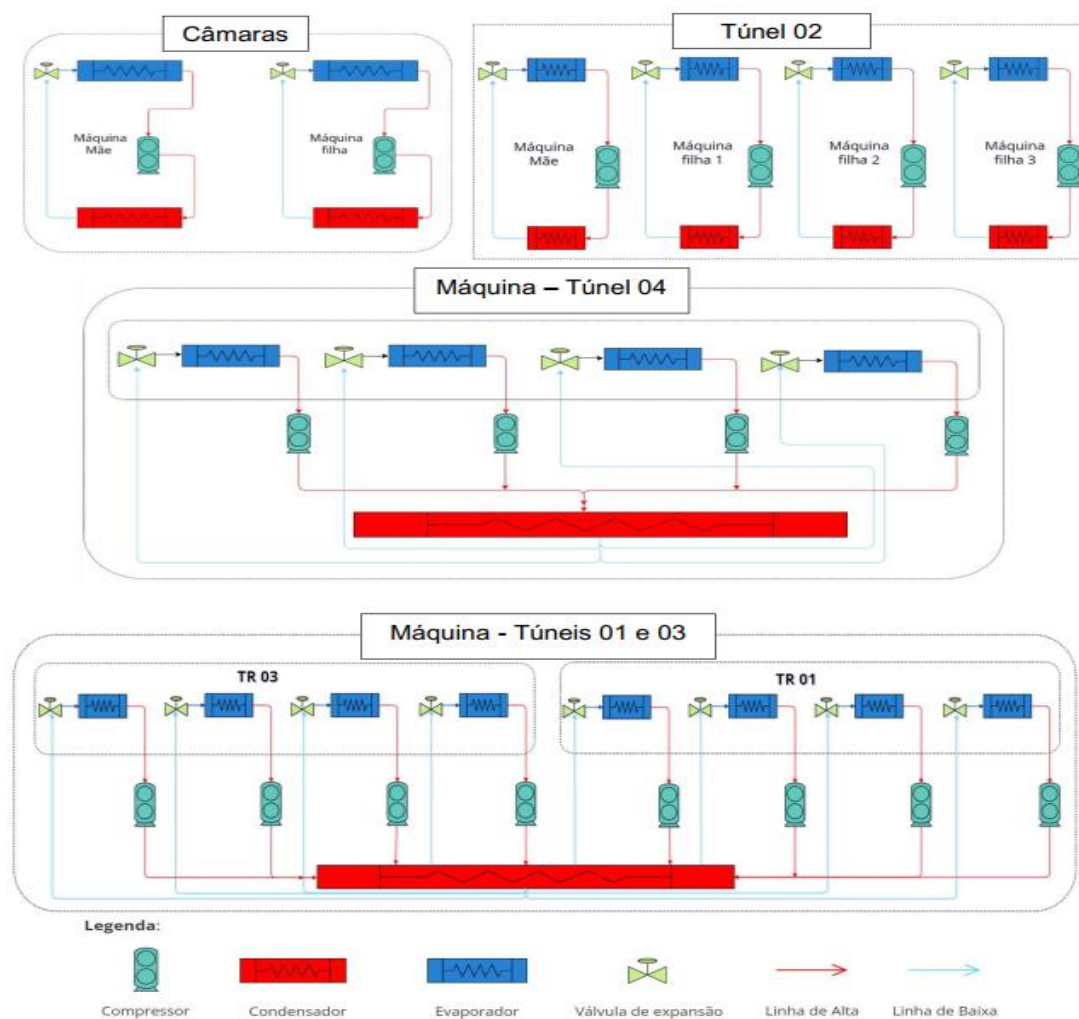 Câmaras
Máquina
Mãe
Máquina
filha
Túnel 02
Máquina
Mãe
Máquina
filha 1
Máquina
filha 2
Máquina
filha 3
Máquina – Túnel 04
Máquina - Túneis 01 e 03
TR 03
TR 01
Legenda:
Compressor
Condensador
Evaporador
Válvula de expansão
Linha de Alta
Linha de Baixa